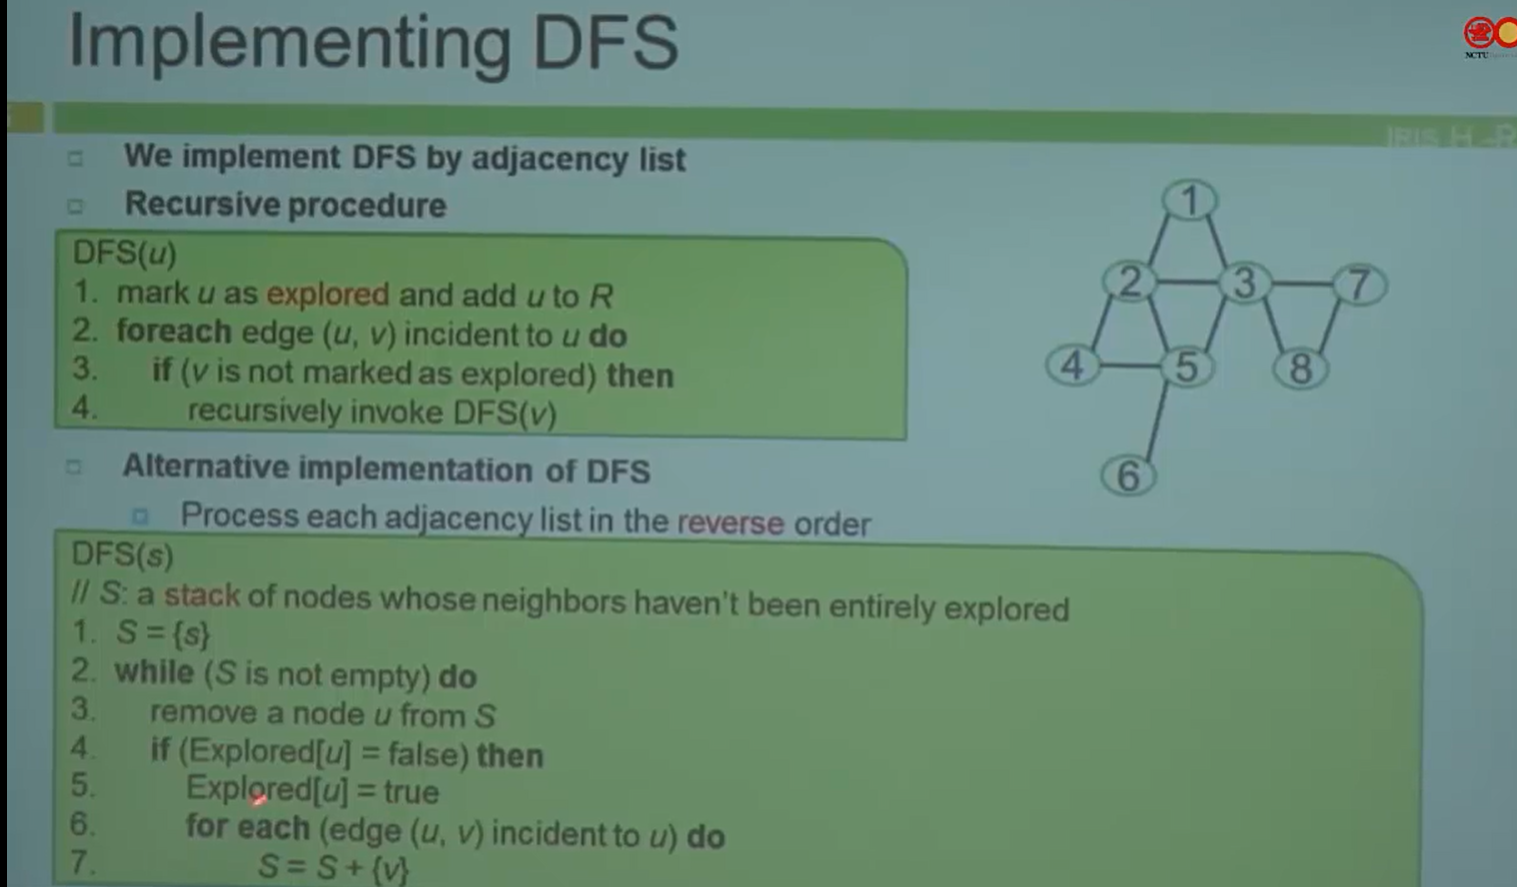 Implementing DFS
NCTU
IRIS H.-R
We implement DFS by adjacency list
Recursive procedure
DFS(u)
1. mark u as explored and add u to R
2. foreach edge (u, v) incident to u do
3. if (v is not marked as explored) then
4. recursively invoke DFS(v)
1
2 3 7
4 5 8
6
Alternative implementation of DFS
Process each adjacency list in the reverse order
DFS(s)
// S: a stack of nodes whose neighbors haven't been entirely explored
1. S = {s}
2. while (S is not empty) do
3. remove a node u from S
4. if (Explored[u] = false) then
5. Explored[u] = true
6. for each (edge (u, v) incident to u) do
7. S = S + {v}